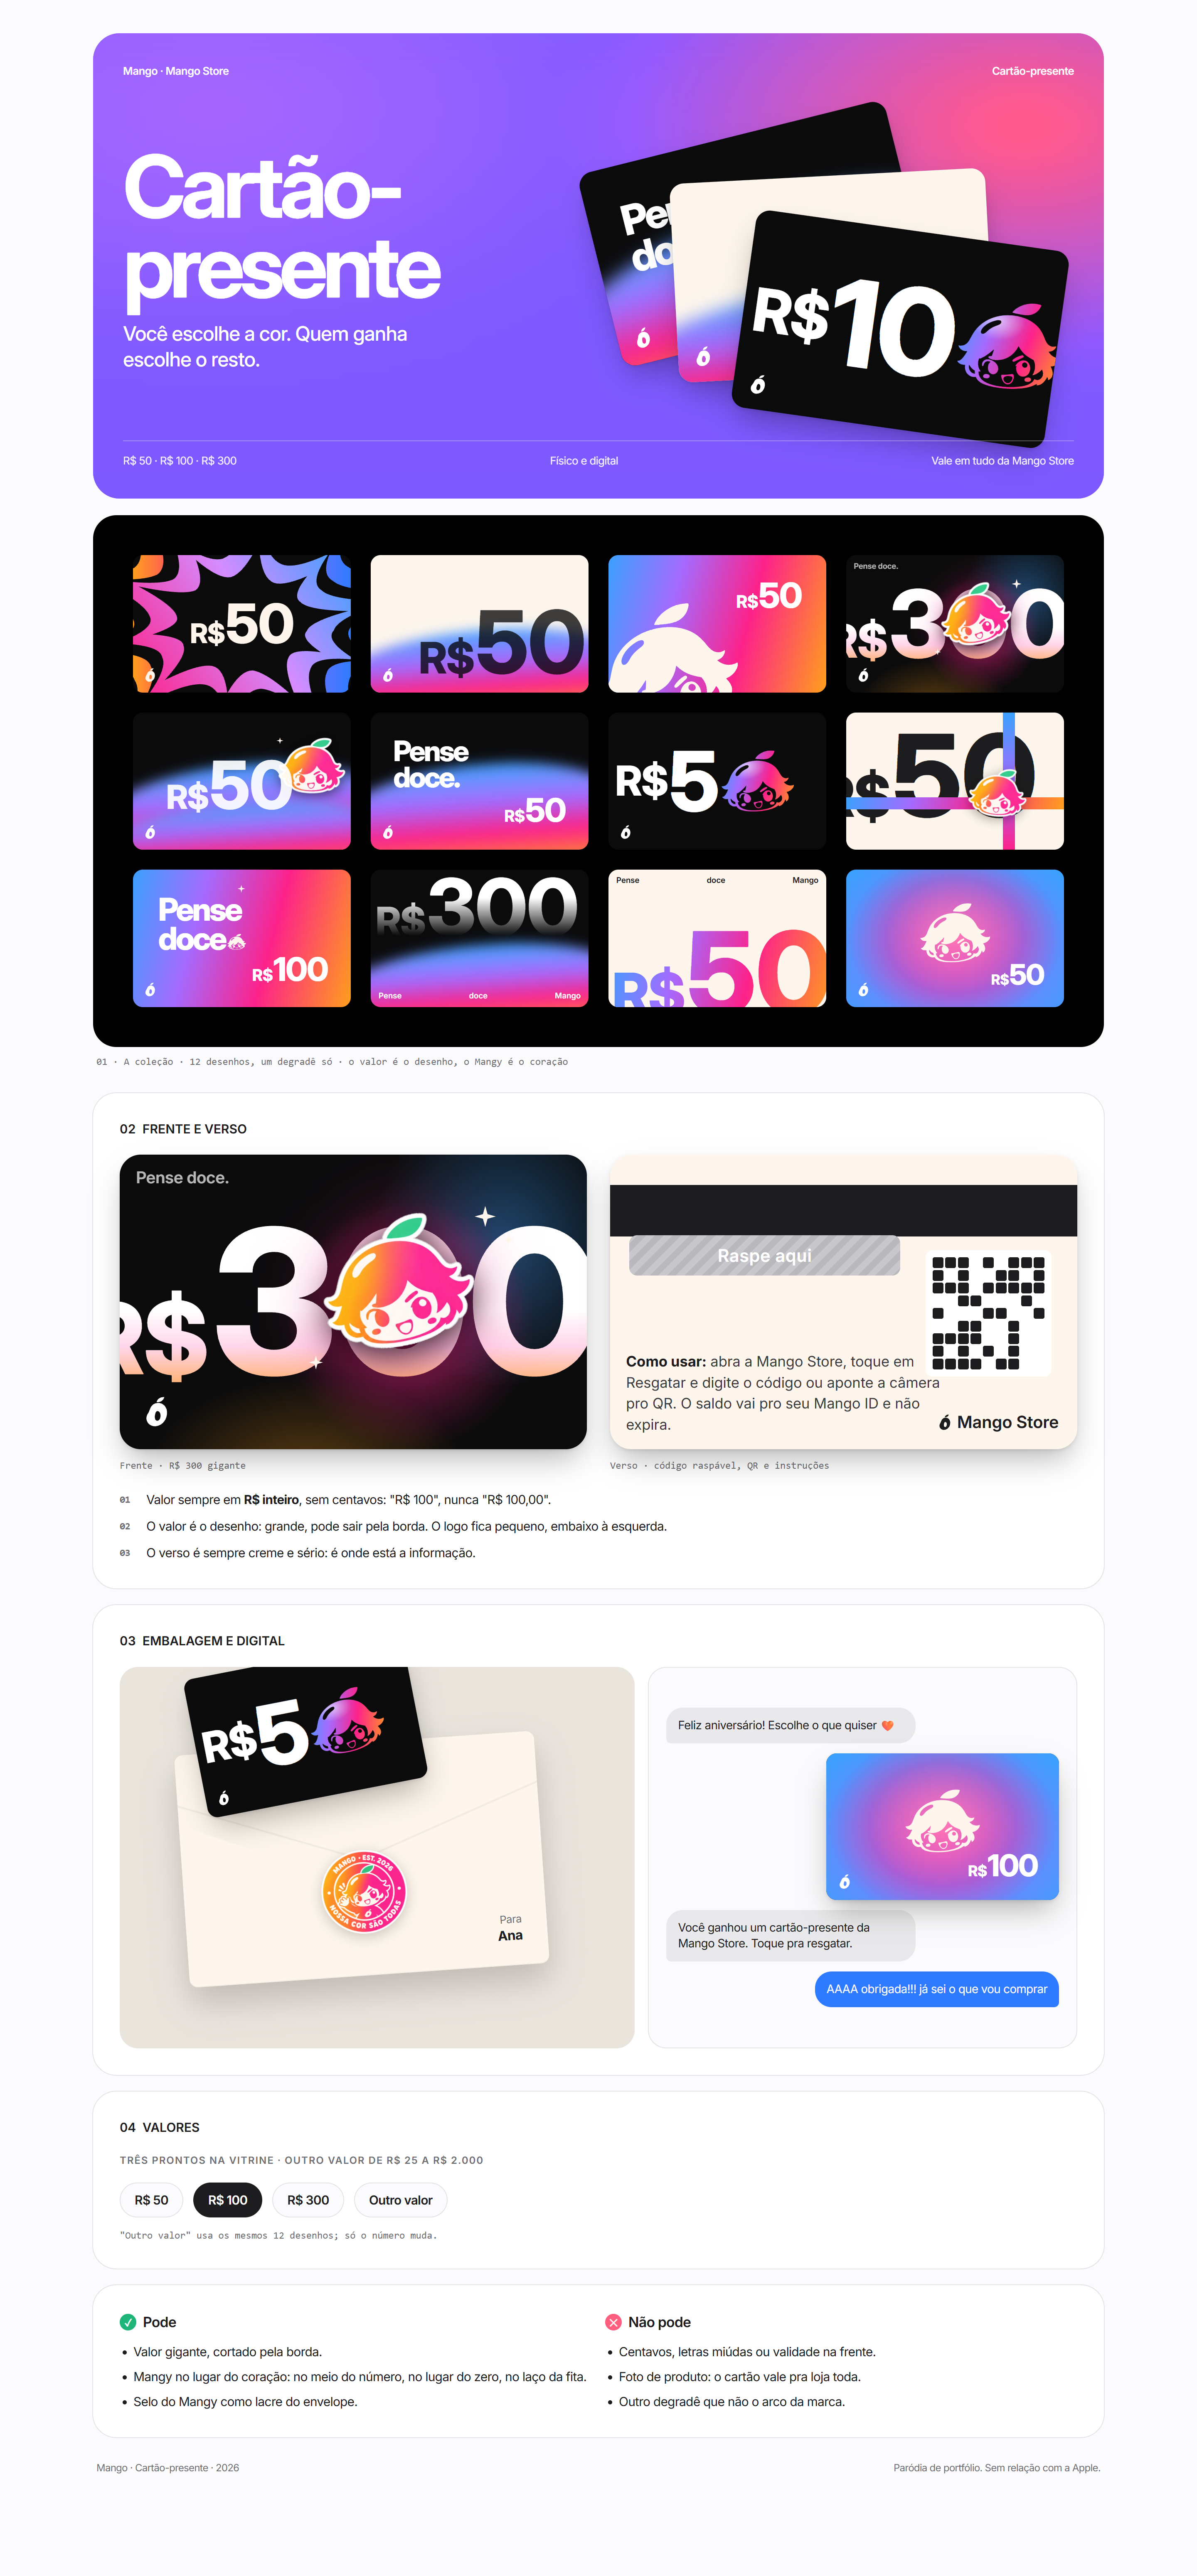 Mango · Mango Store
Cartão-presente
Cartão-
presente
Você escolhe a cor. Quem ganha
escolhe o resto.
R$10
R$ 50 · R$ 100 · R$ 300
Físico e digital
Vale em tudo da Mango Store
R$50
R$50
R$50
Pense doce.
R$3 0
R$50
Pense
doce.
R$50
R$5
R$50
Pense
doce
R$100
R$300
Pense doce Mango
Pense doce Mango
R$50
R$50
01 · A coleção · 12 desenhos, um degradê só · o valor é o desenho, o Mangy é o coração
02 FRENTE E VERSO
Pense doce.
R$3 0
Raspe aqui
Como usar: abra a Mango Store, toque em
Resgatar e digite o código ou aponte a câmera
pro QR. O saldo vai pro seu Mango ID e não
expira.
Mango Store
Frente · R$ 300 gigante
Verso · código raspável, QR e instruções
01 Valor sempre em R$ inteiro, sem centavos: "R$ 100", nunca "R$ 100,00".
02 O valor é o desenho: grande, pode sair pela borda. O logo fica pequeno, embaixo à esquerda.
03 O verso é sempre creme e sério: é onde está a informação.
03 EMBALAGEM E DIGITAL
R$5
MANGO · EST. 2026
NOSSA COR SÃO TODAS
Para
Ana
Feliz aniversário! Escolhe o que quiser
R$100
Você ganhou um cartão-presente da
Mango Store. Toque pra resgatar.
AAAA obrigada!!! já sei o que vou comprar
04 VALORES
TRÊS PRONTOS NA VITRINE · OUTRO VALOR DE R$ 25 A R$ 2.000
R$ 50
R$ 100
R$ 300
Outro valor
"Outro valor" usa os mesmos 12 desenhos; só o número muda.
Pode
• Valor gigante, cortado pela borda.
• Mangy no lugar do coração: no meio do número, no lugar do zero, no laço da fita.
• Selo do Mangy como lacre do envelope.
Não pode
• Centavos, letras miúdas ou validade na frente.
• Foto de produto: o cartão vale pra loja toda.
• Outro degradê que não o arco da marca.
Mango · Cartão-presente · 2026
Paródia de portfólio. Sem relação com a Apple.